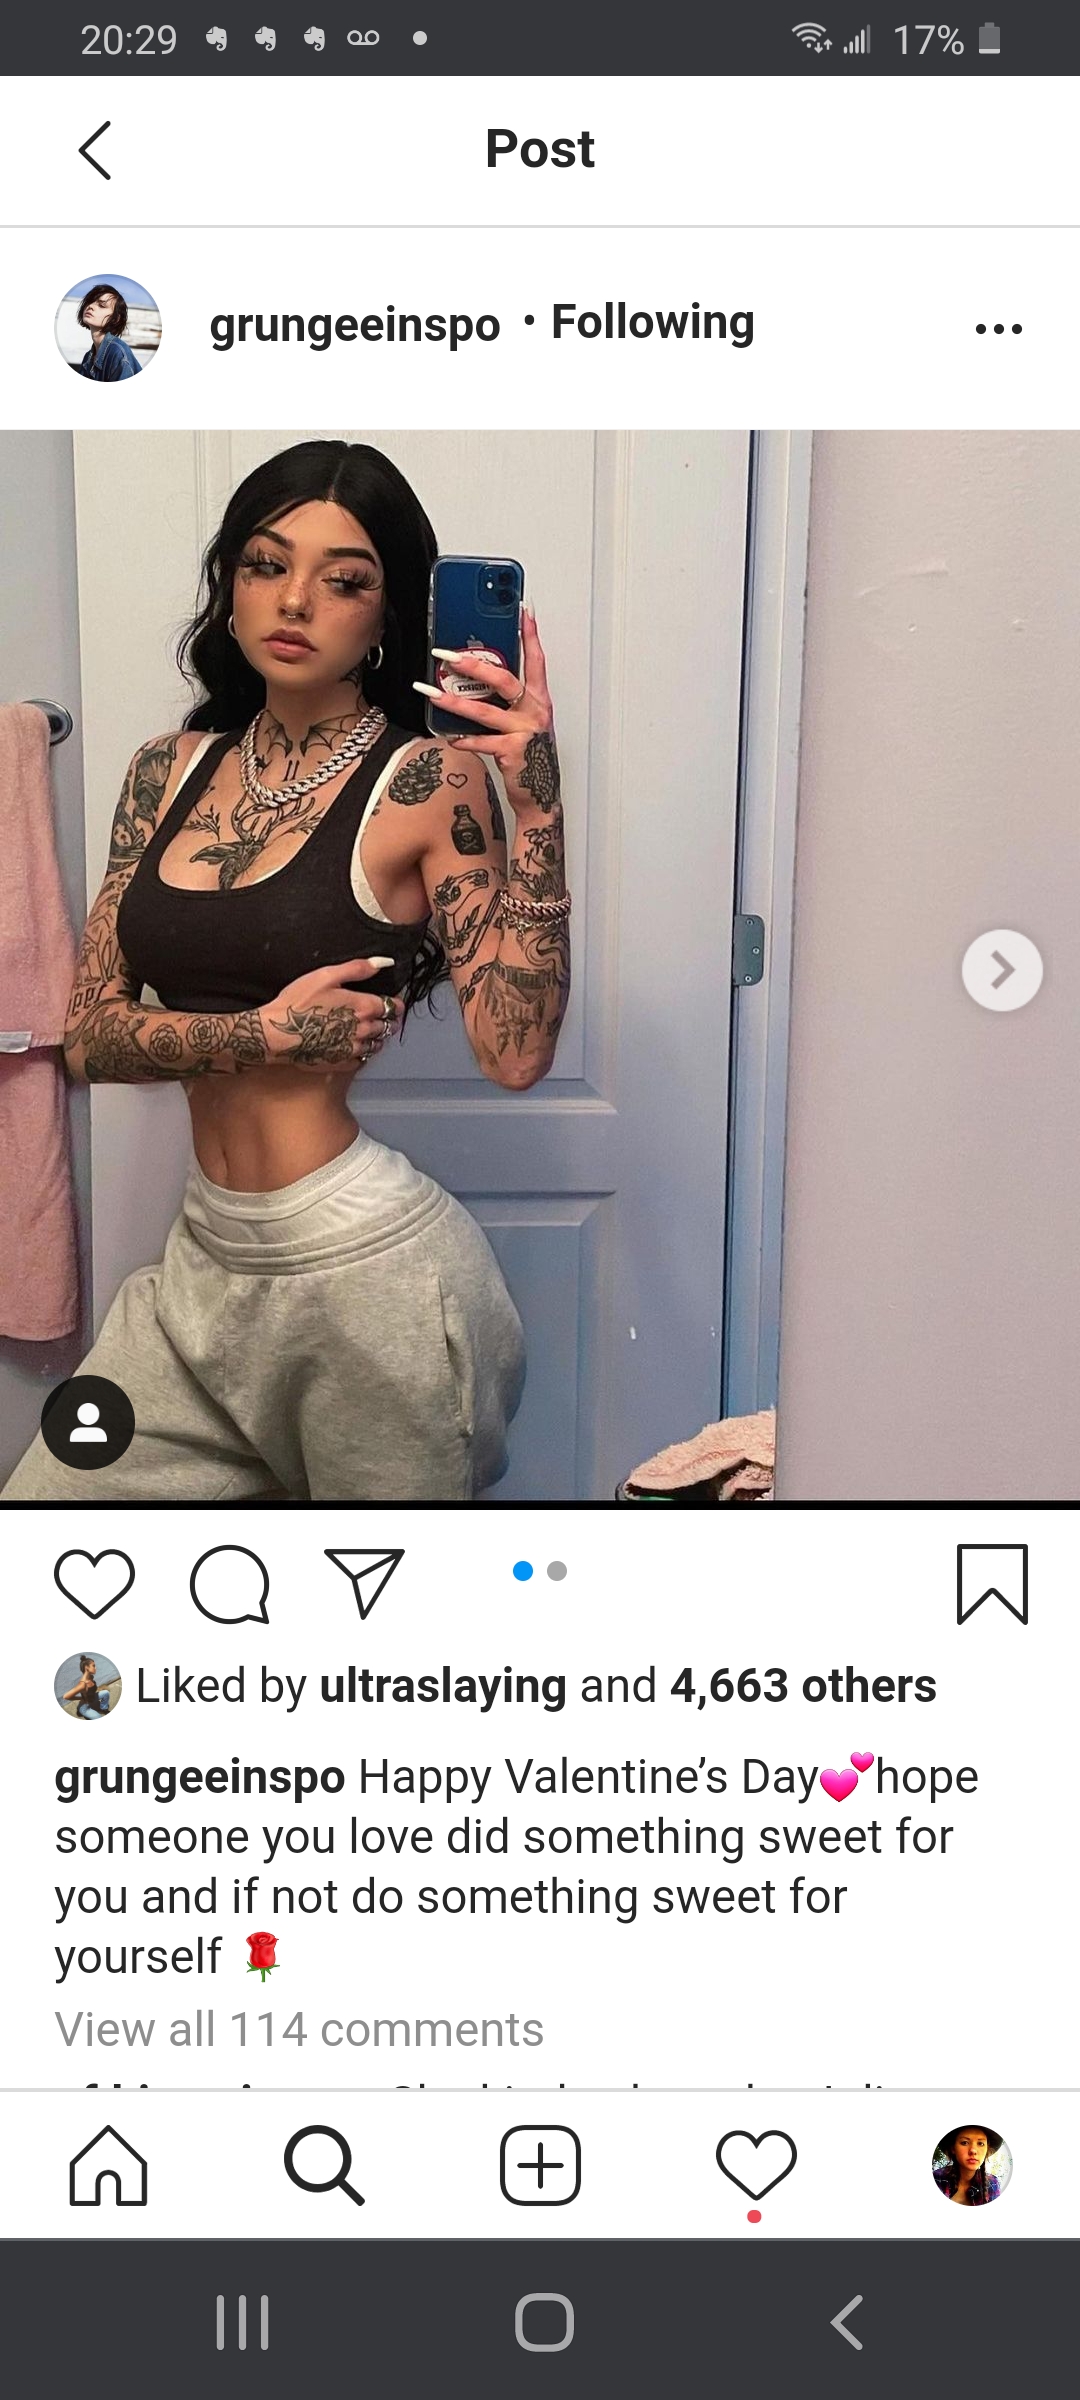 20:29
17%
Post
grungeeinspo • Following
Liked by ultraslaying and 4,663 others
grungeeinspo Happy Valentine’s Day💕hope
someone you love did something sweet for
you and if not do something sweet for
yourself 🌹
View all 114 comments